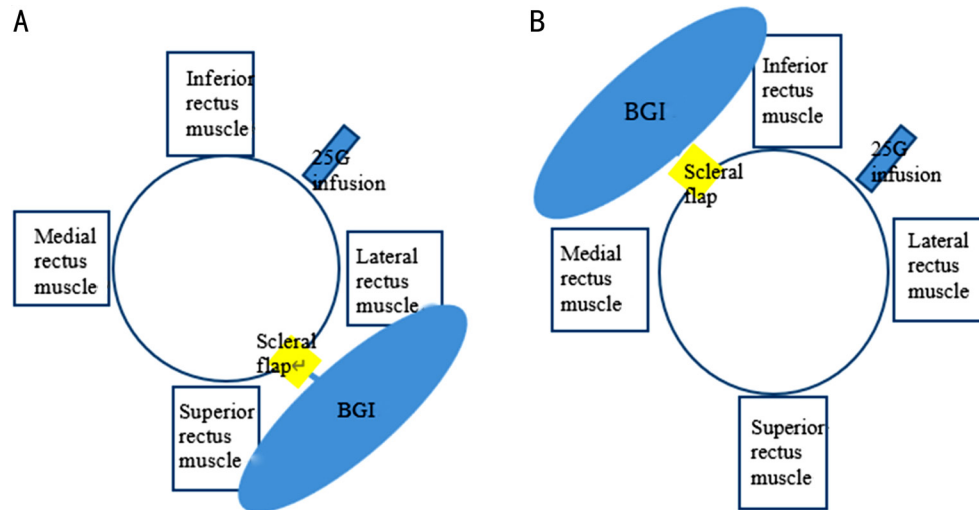 A
Inferior
rectus
muscle
25G
infusion
Medial
rectus
muscle
Lateral
rectus
muscle
Scleral
flap↵
Superior
rectus
muscle
BGI
B
BGI
Inferior
rectus
muscle
25G
infusion
Scleral
flap
Medial
rectus
muscle
Lateral
rectus
muscle
Superior
rectus
muscle